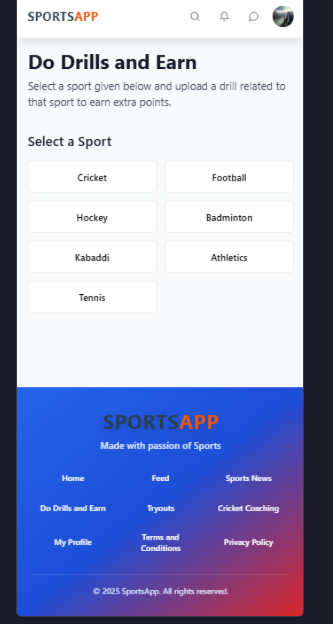 SPORTSAPP
Do Drills and Earn
Select a sport given below and upload a drill related to
that sport to earn extra points.
Select a Sport
Cricket
Football
Hockey
Badminton
Kabaddi
Athletics
Tennis
SPORTSAPP
Made with passion of Sports
Home
Feed
Sports News
Do Drills and Earn
Tryouts
Cricket Coaching
My Profile
Terms and
Conditions
Privacy Policy
© 2025 SportsApp. All rights reserved.